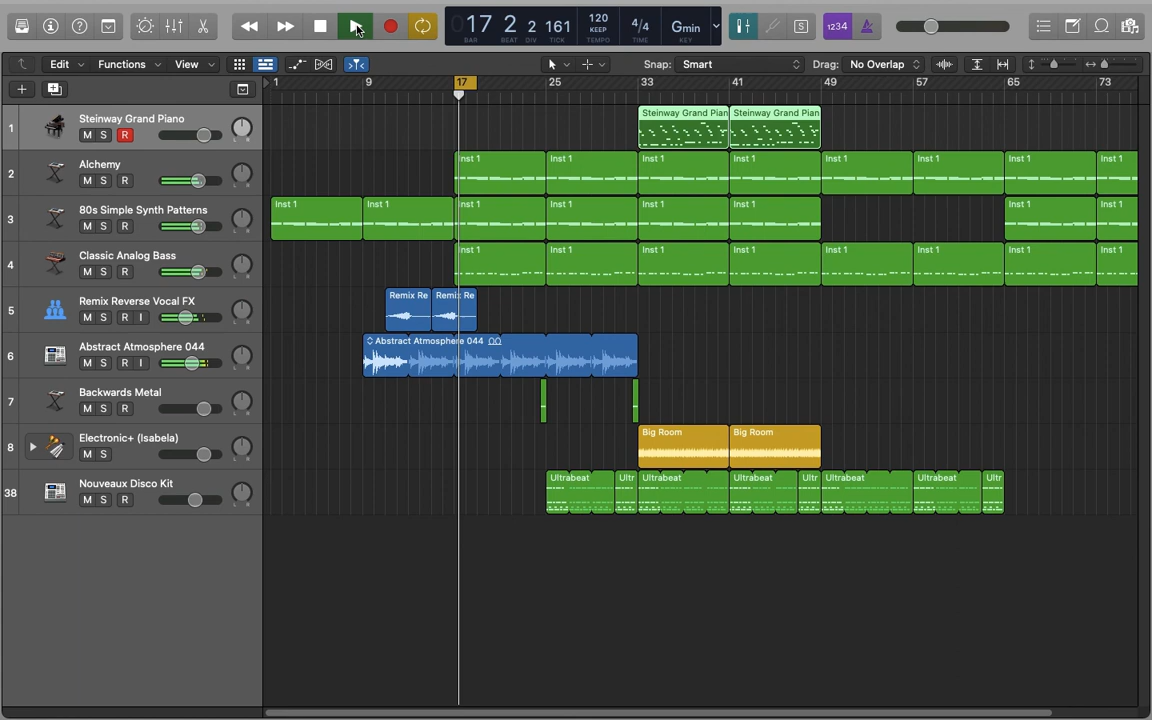 17 2 2 161 120 4/4 Gmin
KEEP
BAR BEAT DIV TICK TEMPO TIME KEY
1234
S
Edit Functions View Snap: Smart Drag: No Overlap
1 9 17 25 33 41 49 57 65 73
1 Steinway Grand Piano
M S R
Steinway Grand Pian Steinway Grand Pian
2 Alchemy
M S R
Inst 1 Inst 1 Inst 1 Inst 1 Inst 1 Inst 1 Inst 1 Inst 1
3 80s Simple Synth Patterns
M S R
Inst 1 Inst 1 Inst 1 Inst 1 Inst 1 Inst 1 Inst 1 Inst 1
4 Classic Analog Bass
M S R
Inst 1 Inst 1 Inst 1 Inst 1 Inst 1 Inst 1 Inst 1 Inst 1
5 Remix Reverse Vocal FX
M S R I
Remix Re Remix Re
6 Abstract Atmosphere 044
M S R I
Abstract Atmosphere 044
7 Backwards Metal
M S R
8 Electronic+ (Isabela)
M S
Big Room Big Room
38 Nouveaux Disco Kit
M S R
Ultrabeat Ultr Ultrabeat Ultrabeat Ultr Ultrabeat Ultrabeat Ultr